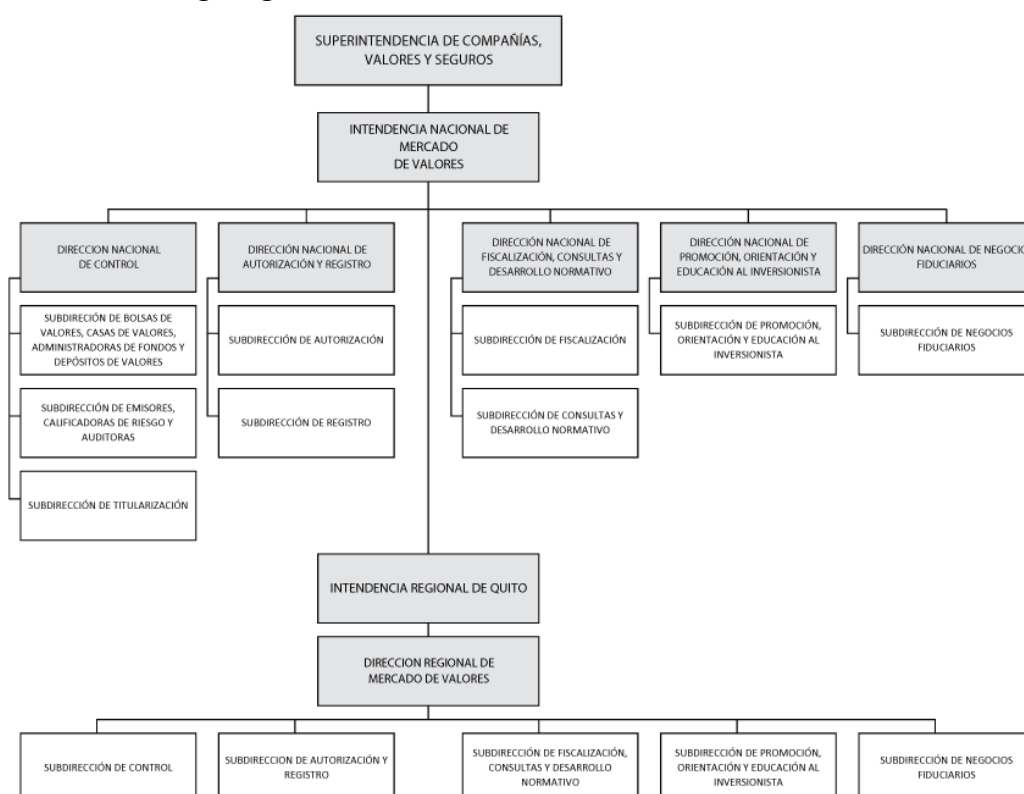 SUPERINTENDENCIA DE COMPAÑÍAS,
VALORES Y SEGUROS
INTENDENCIA NACIONAL DE
MERCADO
DE VALORES
DIRECCION NACIONAL
DE CONTROL
DIRECCIÓN NACIONAL DE
AUTORIZACIÓN Y REGISTRO
DIRECCIÓN NACIONAL DE
FISCALIZACIÓN, CONSULTAS Y
DESARROLLO NORMATIVO
DIRECCIÓN NACIONAL DE
PROMOCIÓN, ORIENTACIÓN Y
EDUCACIÓN AL INVERSIONISTA
DIRECCIÓN NACIONAL DE NEGOCIO
FIDUCIARIOS
SUBDIRECIÓN DE BOLSAS DE
VALORES, CASAS DE VALORES,
ADMINISTRADORAS DE FONDOS Y
DEPÓSITOS DE VALORES
SUBDIRECCIÓN DE AUTORIZACIÓN
SUBDIRECCIÓN DE FISCALIZACIÓN
SUBDIRECCIÓN DE PROMOCIÓN,
ORIENTACIÓN Y EDUCACIÓN AL
INVERSIONISTA
SUBDIRECCIÓN DE NEGOCIOS
FIDUCIARIOS
SUBDIRECCIÓN DE EMISORES,
CALIFICADORAS DE RIESGO Y
AUDITORAS
SUBDIRECCIÓN DE REGISTRO
SUBDIRECCIÓN DE CONSULTAS Y
DESARROLLO NORMATIVO
SUBDIRECCIÓN DE TITULARIZACIÓN
INTENDENCIA REGIONAL DE QUITO
DIRECCION REGIONAL DE
MERCADO DE VALORES
SUBDIRECCIÓN DE CONTROL
SUBDIRECCION DE AUTORIZACIÓN Y
REGISTRO
SUBDIRECCIÓN DE FISCALIZACIÓN,
CONSULTAS Y DESARROLLO
NORMATIVO
SUBDIRECCIÓN DE PROMOCIÓN,
ORIENTACIÓN Y EDUCACIÓN AL
INVERSIONISTA
SUBDIRECCIÓN DE NEGOCIOS
FIDUCIARIOS